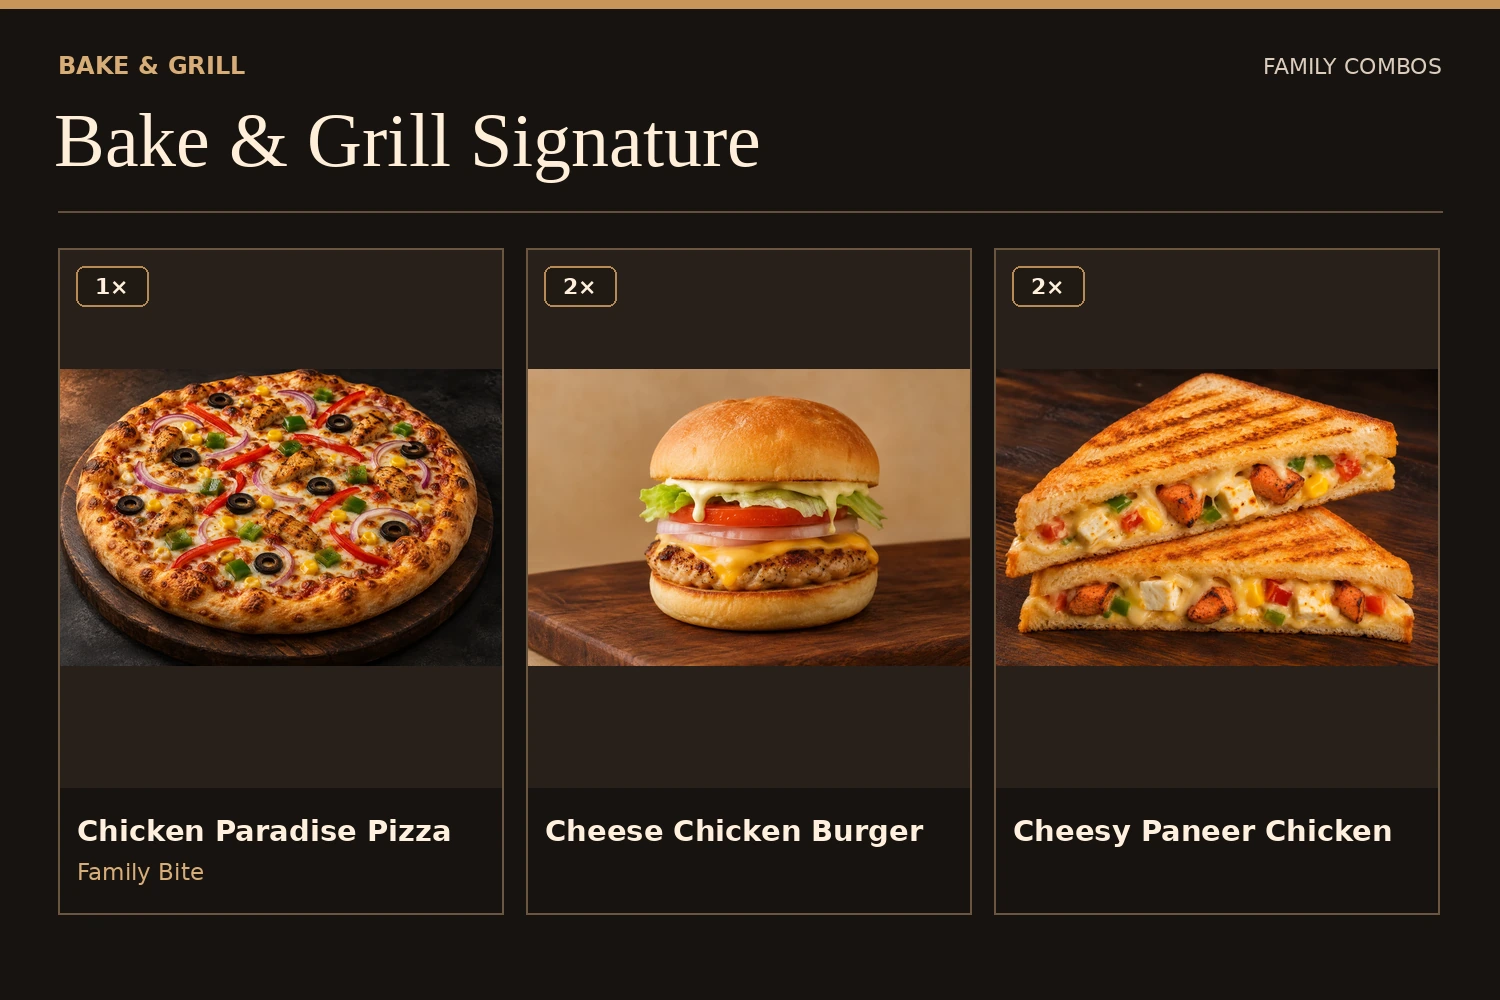 BAKE & GRILL
FAMILY COMBOS
Bake & Grill Signature
1×
2×
2×
Chicken Paradise Pizza
Family Bite
Cheese Chicken Burger
Cheesy Paneer Chicken